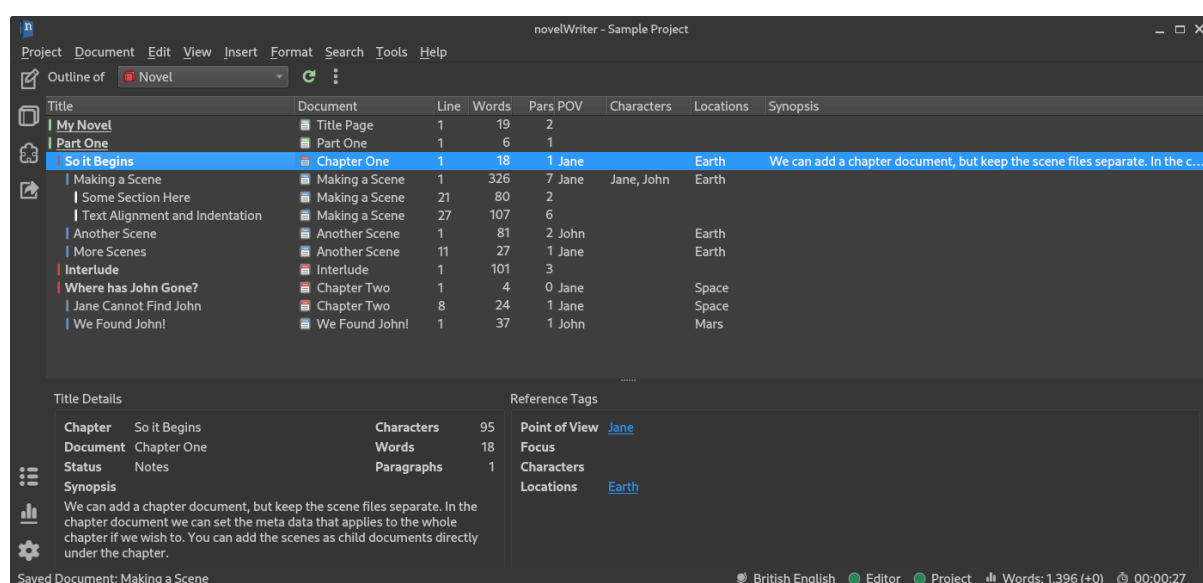 n
novelWriter - Sample Project
Project Document Edit View Insert Format Search Tools Help
Outline of Novel
Title Document Line Words Pars POV Characters Locations Synopsis
My Novel Title Page 1 19 2
Part One Part One 1 6 1
So it Begins Chapter One 1 18 1 Jane Earth We can add a chapter document, but keep the scene files separate. In the c...
Making a Scene Making a Scene 1 326 7 Jane Jane, John Earth
Some Section Here Making a Scene 21 80 2
Text Alignment and Indentation Making a Scene 27 107 6
Another Scene Another Scene 1 81 2 John Earth
More Scenes Another Scene 11 27 1 Jane Earth
Interlude Interlude 1 101 3
Where has John Gone? Chapter Two 1 4 0 Jane Space
Jane Cannot Find John Chapter Two 8 24 1 Jane Space
We Found John! We Found John! 1 37 1 John Mars
Title Details
Chapter So it Begins Characters 95
Document Chapter One Words 18
Status Notes Paragraphs 1
Synopsis
We can add a chapter document, but keep the scene files separate. In the
chapter document we can set the meta data that applies to the whole
chapter if we wish to. You can add the scenes as child documents directly
under the chapter.
Reference Tags
Point of View Jane
Focus
Characters
Locations Earth
Saved Document: Making a Scene British English Editor Project Words: 1,396 (+0) 00:00:27